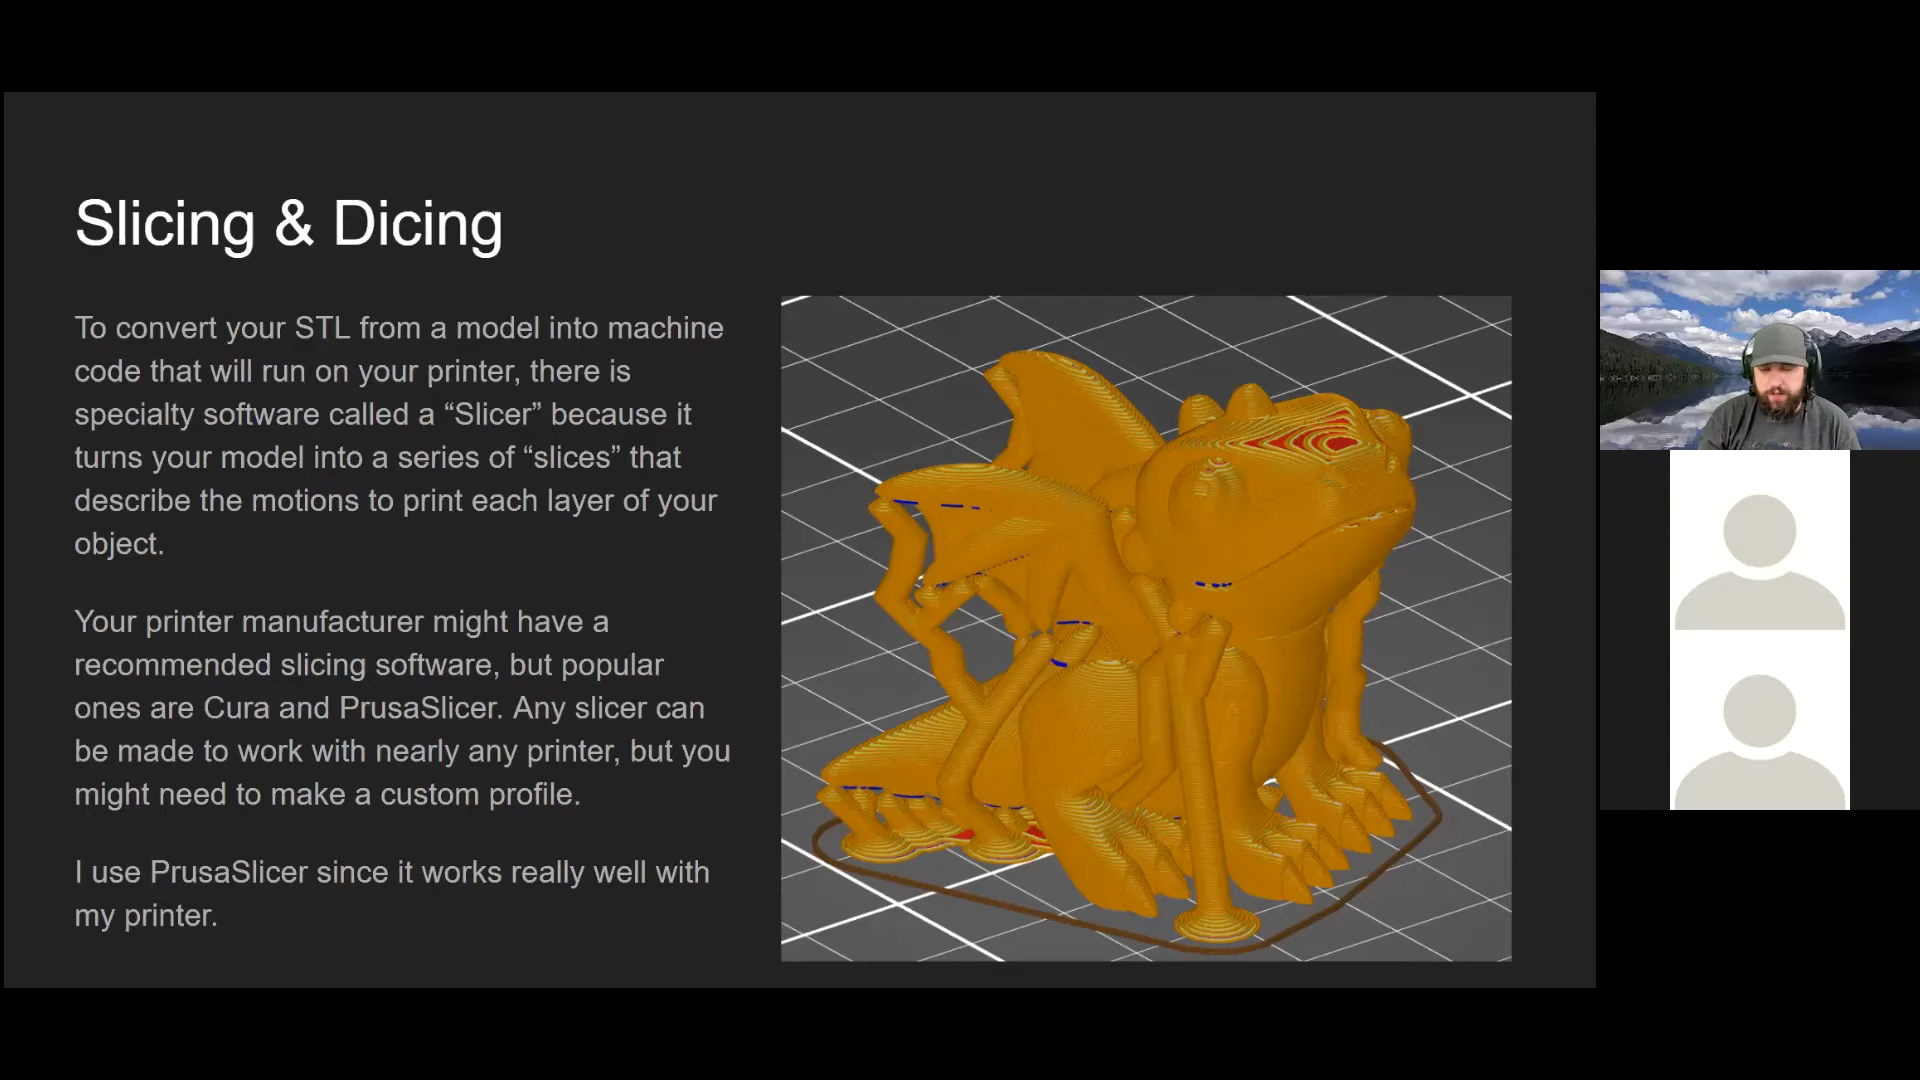 Slicing & Dicing
To convert your STL from a model into machine
code that will run on your printer, there is
specialty software called a “Slicer” because it
turns your model into a series of “slices” that
describe the motions to print each layer of your
object.
Your printer manufacturer might have a
recommended slicing software, but popular
ones are Cura and PrusaSlicer. Any slicer can
be made to work with nearly any printer, but you
might need to make a custom profile.
I use PrusaSlicer since it works really well with
my printer.